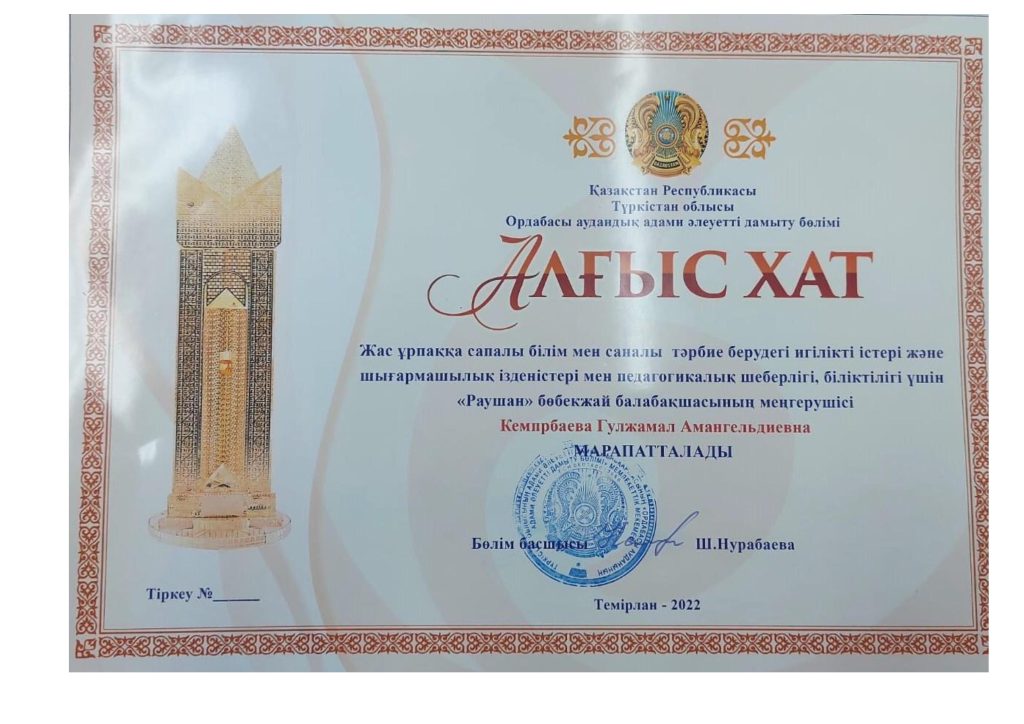 Қазақстан Республикасы
Түркістан облысы
Ордабасы аудандық адами әлеуетті дамыту бөлімі
АЛҒЫС ХАТ
Жас ұрпаққа сапалы білім мен саналы тәрбие берудегі игілікті істері және
шығармашылық ізденістері мен педагогикалық шеберлігі, біліктілігі үшін
«Раушан» бөбекжай балабақшасының меңгерушісі
Кемпрбаева Гулжамал Амангельдиевна
МАРАПАТТАЛАДЫ
Бөлім басшысы Ш.Нурабаева
Тіркеу №______
Темірлан - 2022